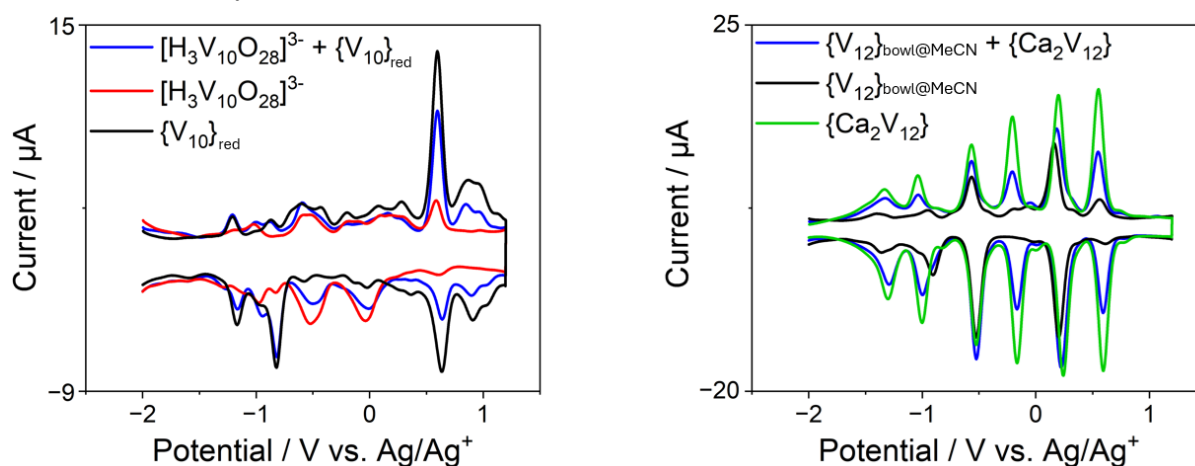 15
[H₃V₁₀O₂₈]³⁻ + {V₁₀}red
[H₃V₁₀O₂₈]³⁻
{V₁₀}red
Current / µA
−9
−2 −1 0 1
Potential / V vs. Ag/Ag⁺
25
{V₁₂}bowl@MeCN + {Ca₂V₁₂}
{V₁₂}bowl@MeCN
{Ca₂V₁₂}
Current / µA
−20
−2 −1 0 1
Potential / V vs. Ag/Ag⁺